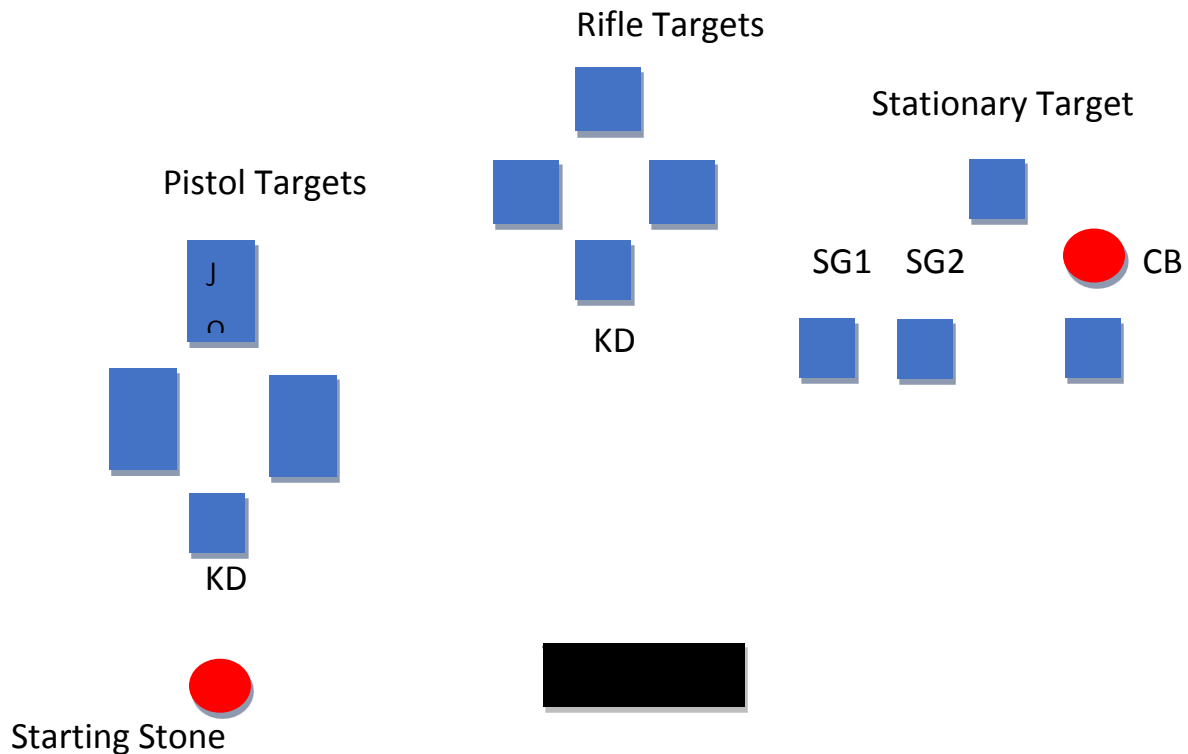 Rifle Targets
Stationary Target
Pistol Targets
SG1 SG2 CB
J
KD
KD
Starting Stone